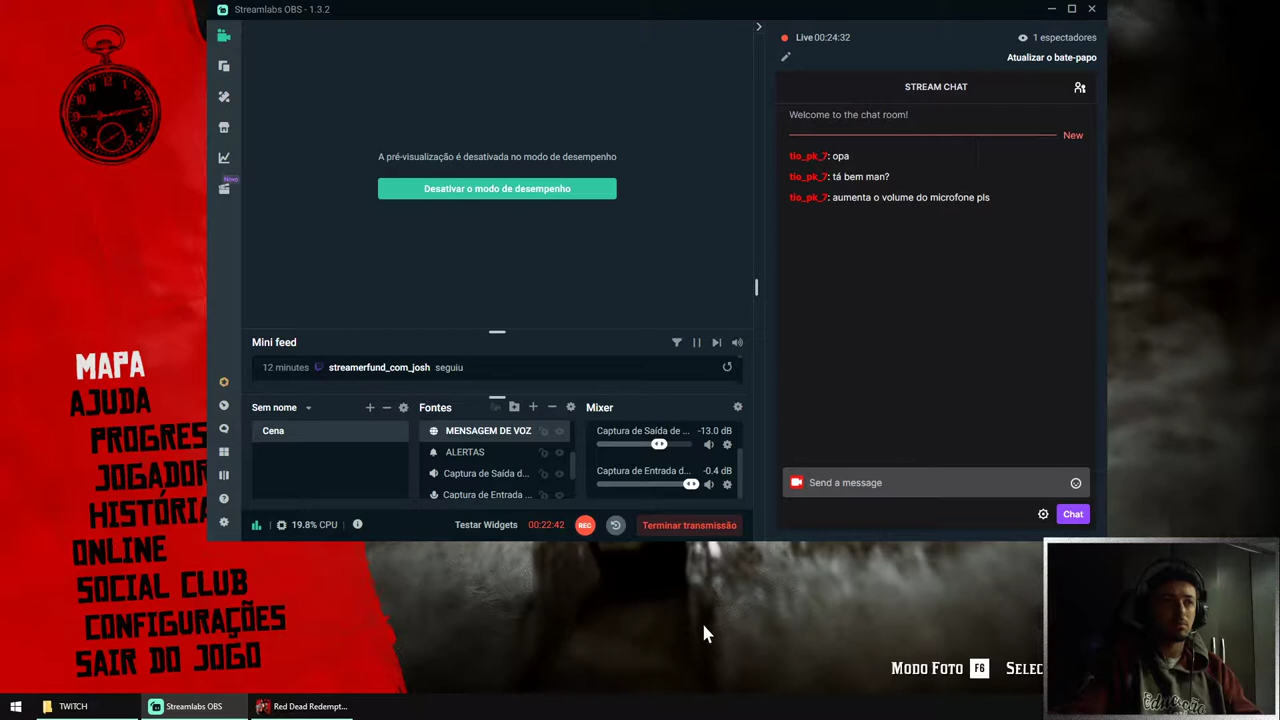 Streamlabs OBS - 1.3.2
Live 00:24:32
1 espectadores
Atualizar o bate-papo
STREAM CHAT
Welcome to the chat room!
New
tio_pk_7: opa
tio_pk_7: tá bem man?
tio_pk_7: aumenta o volume do microfone pls
A pré-visualização é desativada no modo de desempenho
Desativar o modo de desempenho
Novo
Mini feed
12 minutes streamerfund_com_josh seguiu
Sem nome
Fontes
Mixer
Cena
MENSAGEM DE VOZ
ALERTAS
Captura de Saída d...
Captura de Entrada ...
Captura de Saída de ... -13.0 dB
Captura de Entrada d... -0.4 dB
Send a message
Chat
19.8% CPU
Testar Widgets
00:22:42
REC
Terminar transmissão
MAPA
AJUDA
PROGRES
JOGADOR
HISTÓRIA
ONLINE
SOCIAL CLUB
CONFIGURAÇÕES
SAIR DO JOGO
MODO FOTO F6
SELEC
TWITCH
Streamlabs OBS
Red Dead Redempt...